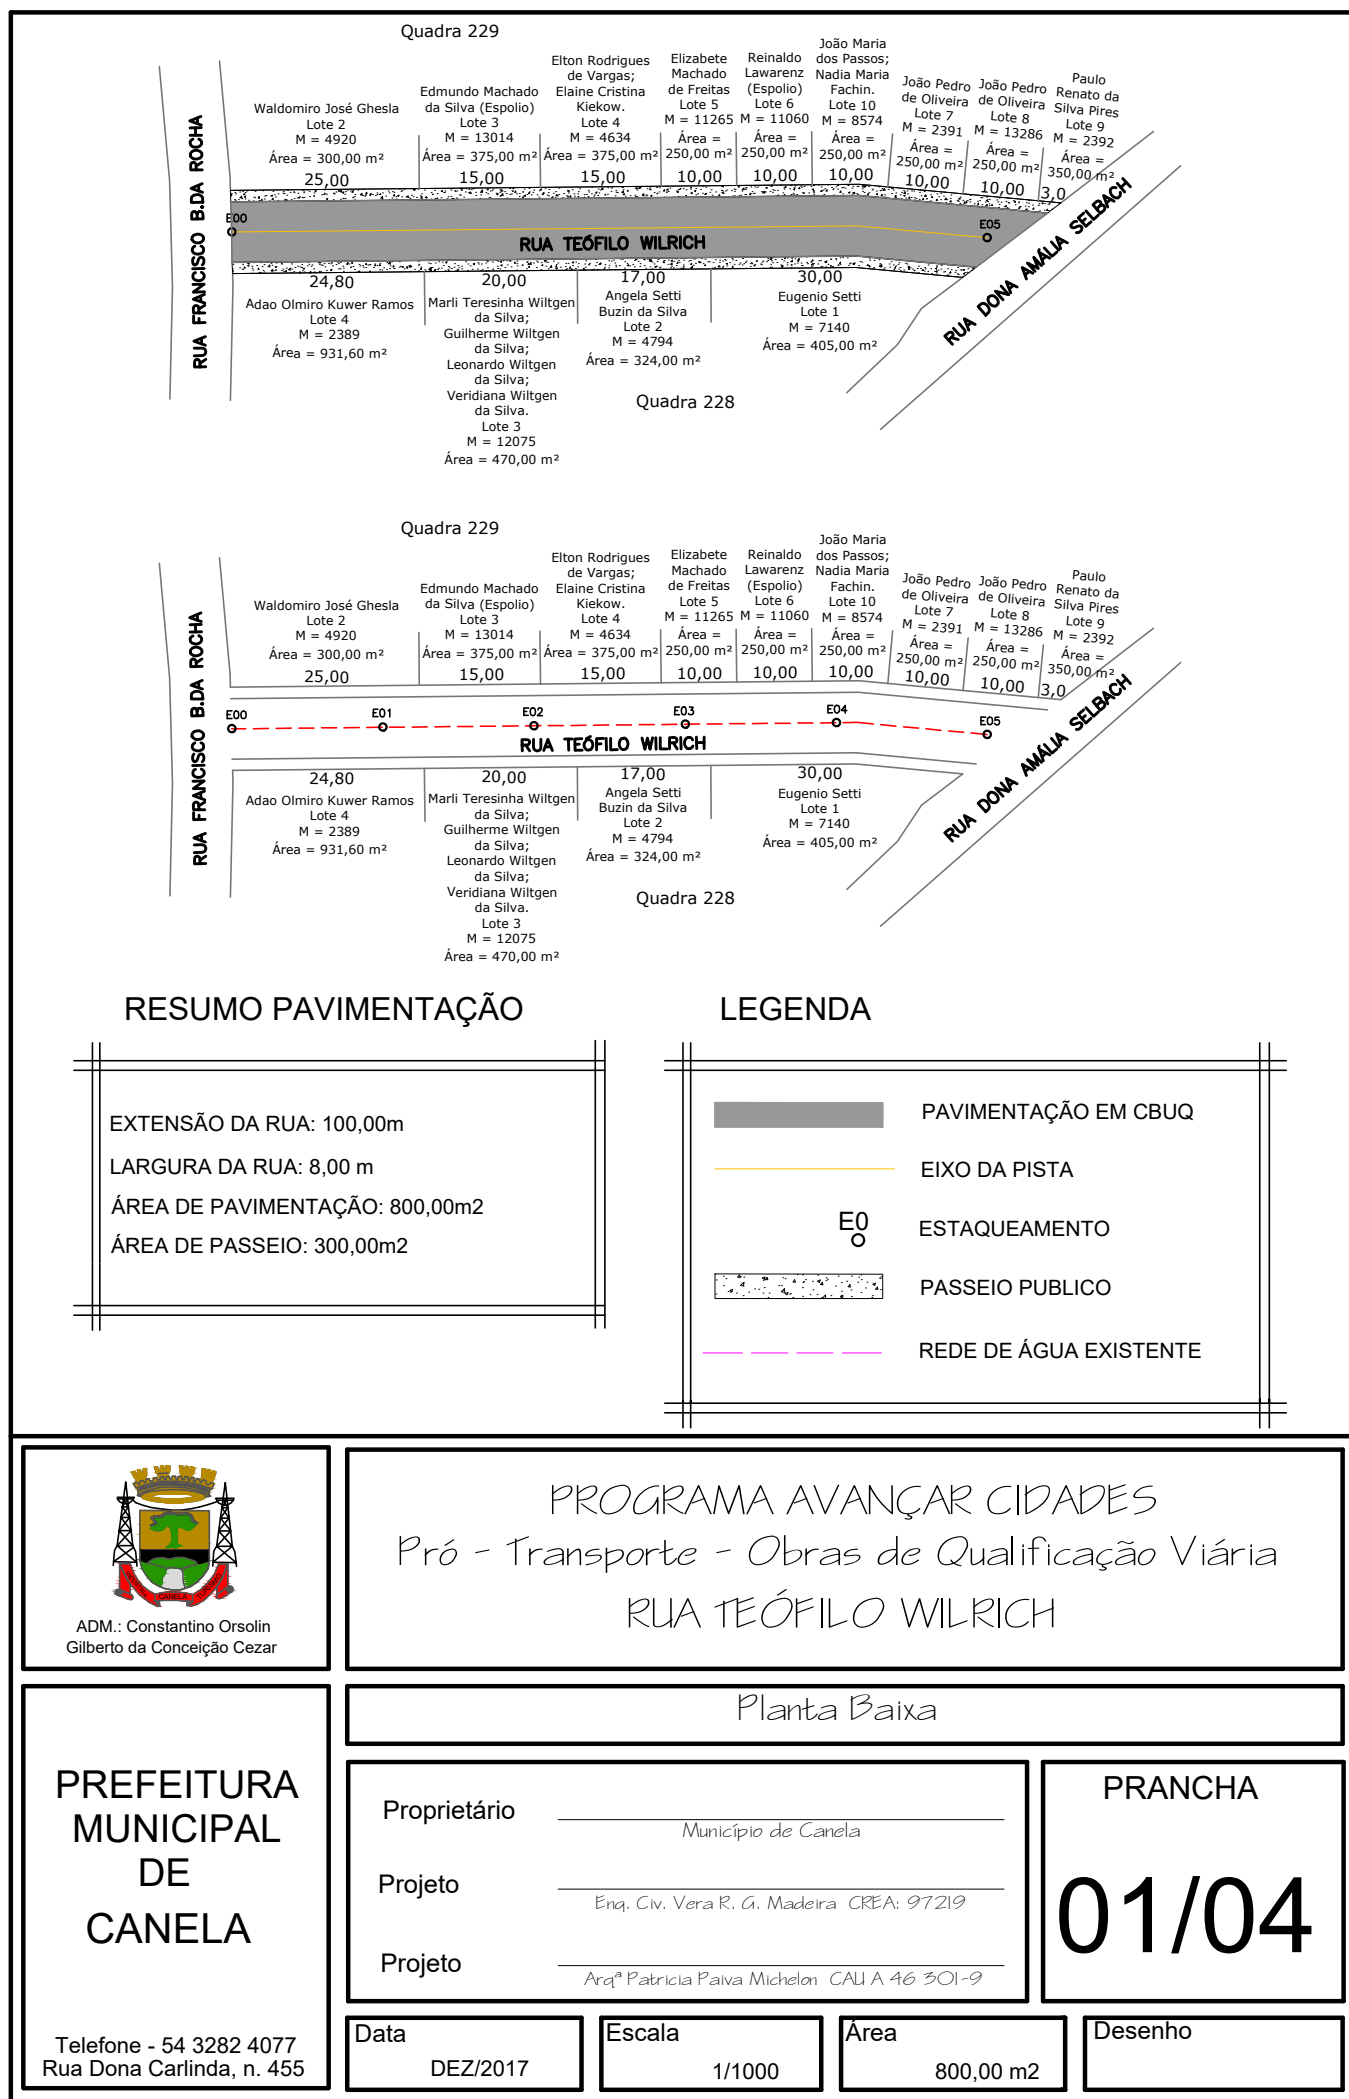 Quadra 229
Waldomiro José Ghesla
Lote 2
M = 4920
Área = 300,00 m²
25,00
Edmundo Machado
da Silva (Espolio)
Lote 3
M = 13014
Área = 375,00 m²
15,00
Elton Rodrigues
de Vargas;
Elaine Cristina
Kiekow.
Lote 4
M = 4634
Área = 375,00 m²
15,00
Elizabete
Machado
de Freitas
Lote 5
M = 11265
Área =
250,00 m²
10,00
Reinaldo
Lawarenz
(Espolio)
Lote 6
M = 11060
Área =
250,00 m²
10,00
João Maria
dos Passos;
Nadia Maria
Fachin.
Lote 10
M = 8574
Área =
250,00 m²
10,00
João Pedro
de Oliveira
Lote 7
M = 2391
Área =
250,00 m²
10,00
João Pedro
de Oliveira
Lote 8
M = 13286
Área =
250,00 m²
10,00
Paulo
Renato da
Silva Pires
Lote 9
M = 2392
Área =
350,00 m²
3,0
RUA FRANCISCO B.DA ROCHA
E00
E05
RUA TEÓFILO WILRICH
RUA DONA AMÁLIA SELBACH
24,80
Adao Olmiro Kuwer Ramos
Lote 4
M = 2389
Área = 931,60 m²
20,00
Marli Teresinha Wiltgen
da Silva;
Guilherme Wiltgen
da Silva;
Leonardo Wiltgen
da Silva;
Veridiana Wiltgen
da Silva.
Lote 3
M = 12075
Área = 470,00 m²
17,00
Angela Setti
Buzin da Silva
Lote 2
M = 4794
Área = 324,00 m²
30,00
Eugenio Setti
Lote 1
M = 7140
Área = 405,00 m²
Quadra 228
Quadra 229
Waldomiro José Ghesla
Lote 2
M = 4920
Área = 300,00 m²
25,00
Edmundo Machado
da Silva (Espolio)
Lote 3
M = 13014
Área = 375,00 m²
15,00
Elton Rodrigues
de Vargas;
Elaine Cristina
Kiekow.
Lote 4
M = 4634
Área = 375,00 m²
15,00
Elizabete
Machado
de Freitas
Lote 5
M = 11265
Área =
250,00 m²
10,00
Reinaldo
Lawarenz
(Espolio)
Lote 6
M = 11060
Área =
250,00 m²
10,00
João Maria
dos Passos;
Nadia Maria
Fachin.
Lote 10
M = 8574
Área =
250,00 m²
10,00
João Pedro
de Oliveira
Lote 7
M = 2391
Área =
250,00 m²
10,00
João Pedro
de Oliveira
Lote 8
M = 13286
Área =
250,00 m²
10,00
Paulo
Renato da
Silva Pires
Lote 9
M = 2392
Área =
350,00 m²
3,0
RUA FRANCISCO B.DA ROCHA
E00
E01
E02
E03
E04
E05
RUA TEÓFILO WILRICH
RUA DONA AMÁLIA SELBACH
24,80
Adao Olmiro Kuwer Ramos
Lote 4
M = 2389
Área = 931,60 m²
20,00
Marli Teresinha Wiltgen
da Silva;
Guilherme Wiltgen
da Silva;
Leonardo Wiltgen
da Silva;
Veridiana Wiltgen
da Silva.
Lote 3
M = 12075
Área = 470,00 m²
17,00
Angela Setti
Buzin da Silva
Lote 2
M = 4794
Área = 324,00 m²
30,00
Eugenio Setti
Lote 1
M = 7140
Área = 405,00 m²
Quadra 228
RESUMO PAVIMENTAÇÃO
EXTENSÃO DA RUA: 100,00m
LARGURA DA RUA: 8,00 m
ÁREA DE PAVIMENTAÇÃO: 800,00m2
ÁREA DE PASSEIO: 300,00m2
LEGENDA
PAVIMENTAÇÃO EM CBUQ
EIXO DA PISTA
E0
ESTAQUEAMENTO
PASSEIO PUBLICO
REDE DE ÁGUA EXISTENTE
CANELA
TURISMO
ADM.: Constantino Orsolin
Gilberto da Conceição Cezar
PROGRAMA AVANÇAR CIDADES
Pró - Transporte - Obras de Qualificação Viária
RUA TEÓFILO WILRICH
Planta Baixa
PREFEITURA
MUNICIPAL
DE
CANELA
Telefone - 54 3282 4077
Rua Dona Carlinda, n. 455
Proprietário
Município de Canela
Projeto
Eng. Civ. Vera R. G. Madeira CREA: 97219
Projeto
Arqª Patricia Paiva Michelon CAU A 46 301-9
PRANCHA
01/04
Data
DEZ/2017
Escala
1/1000
Área
800,00 m2
Desenho